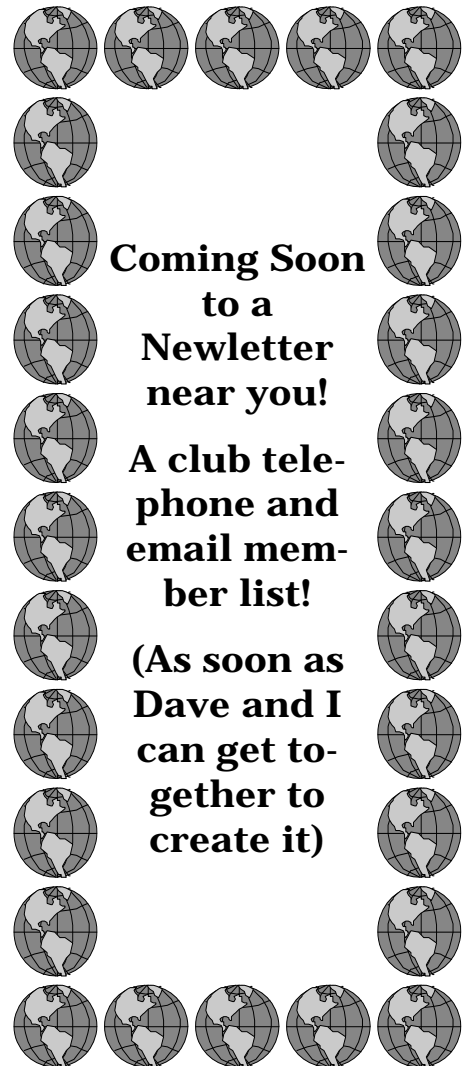 Coming Soon
to a
Newletter
near you!
A club tele-
phone and
email mem-
ber list!
(As soon as
Dave and I
can get to-
gether to
create it)